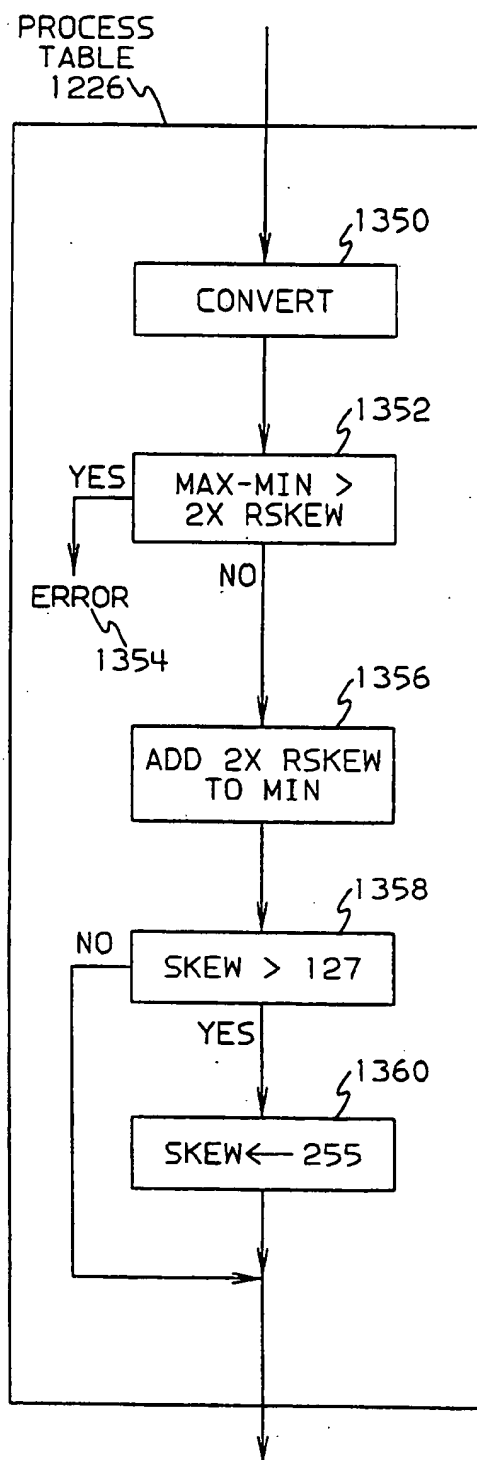 PROCESS
TABLE
1226
1350
CONVERT
1352
YES
MAX-MIN >
2X RSKEW
NO
ERROR
1354
1356
ADD 2X RSKEW
TO MIN
1358
NO
SKEW > 127
YES
1360
SKEW ← 255